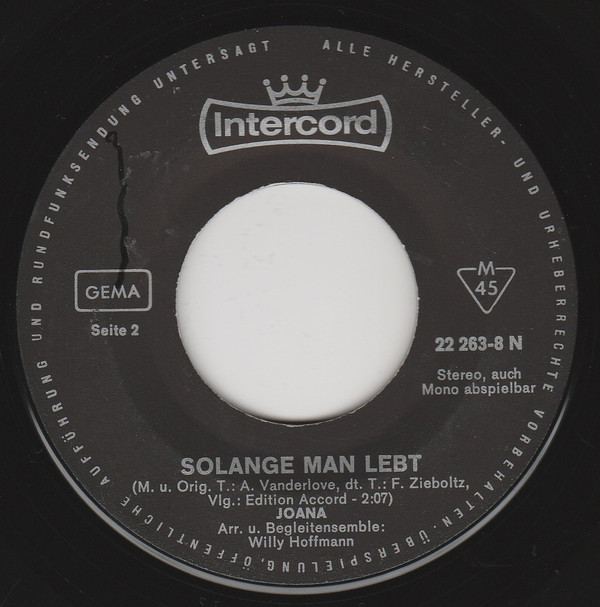 ALLE HERSTELLER- UND URHEBERRECHTE VORBEHALTEN · ÜBERSPIELUNG, ÖFFENTLICHE AUFFÜHRUNG UND RUNDFUNKSENDUNG UNTERSAGT
Intercord
GEMA
Seite 2
M
45
22 263-8 N
Stereo, auch
Mono abspielbar
SOLANGE MAN LEBT
(M. u. Orig. T.: A. Vanderlove, dt. T.: F. Zieboltz,
Vlg.: Edition Accord - 2:07)
JOANA
Arr. u. Begleitensemble:
Willy Hoffmann